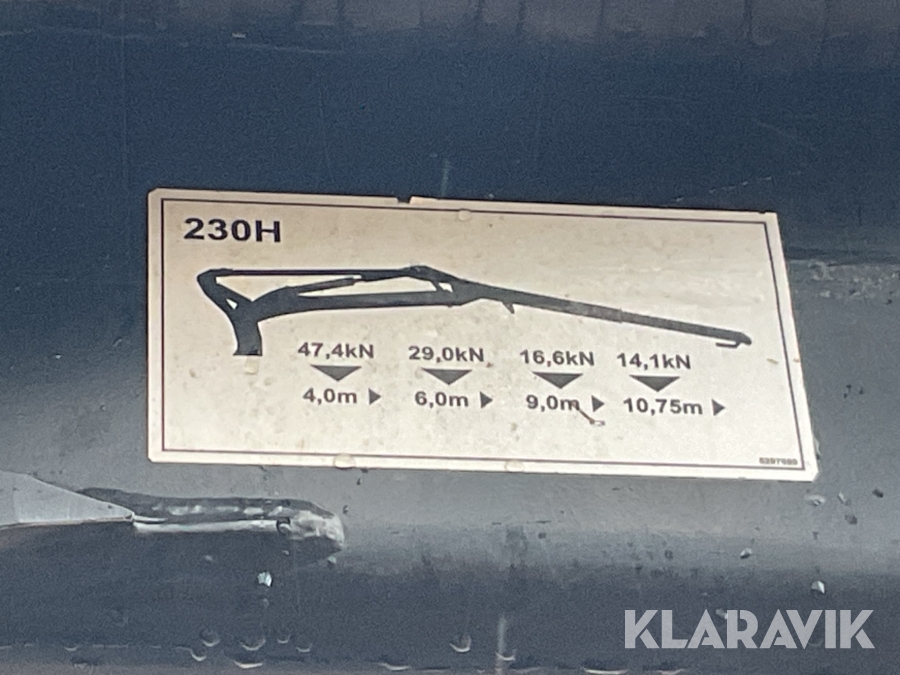 230H
47,4kN 29,0kN 16,6kN 14,1kN
4,0m 6,0m 9,0m 10,75m
KLARAVIK